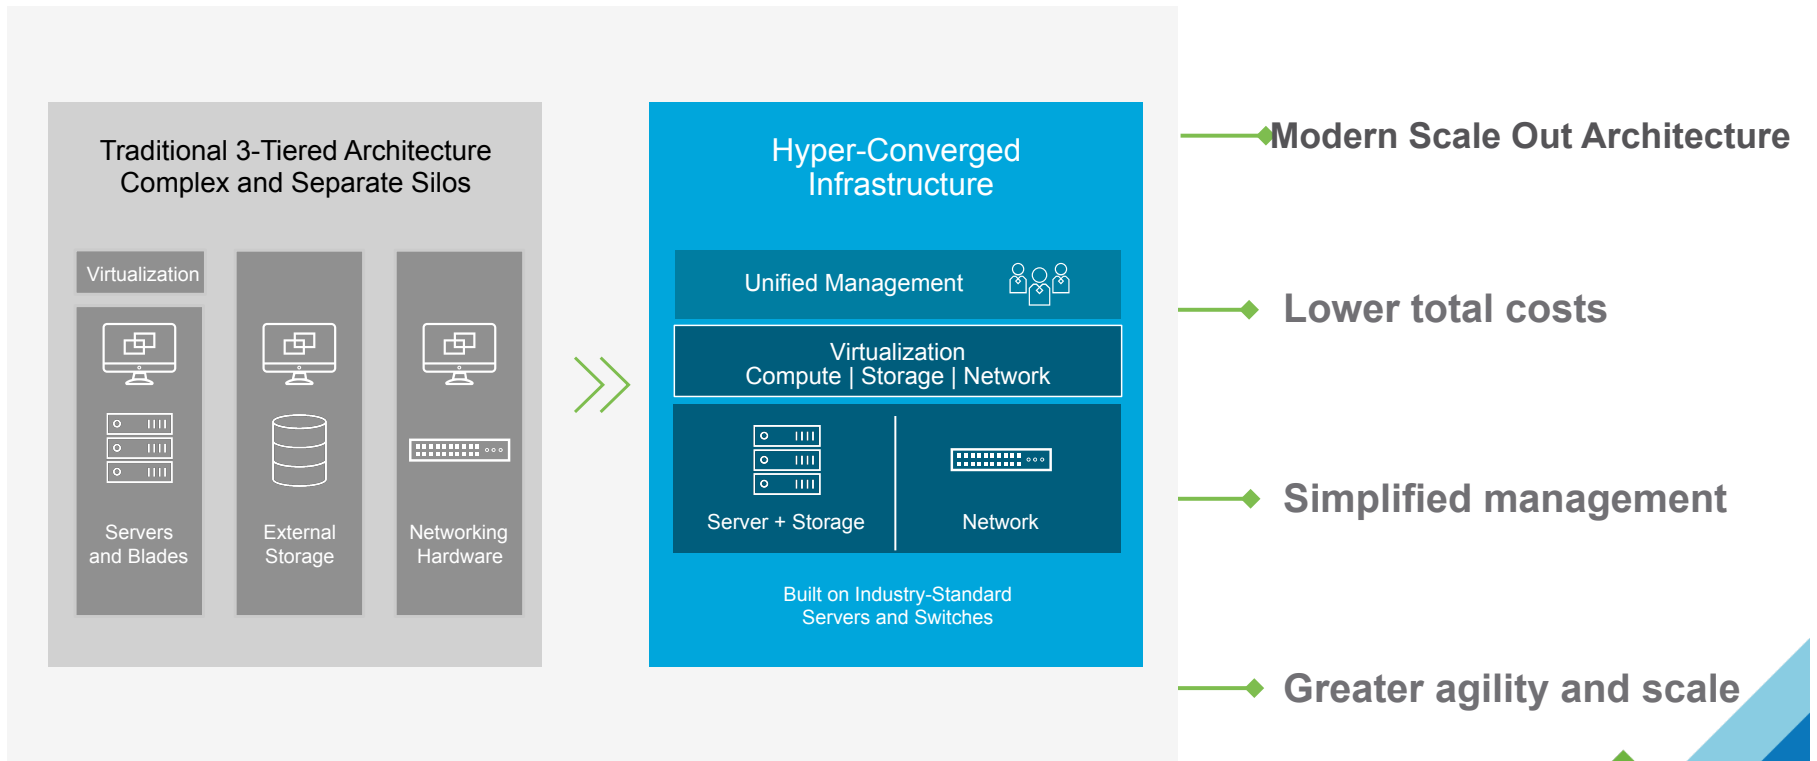 Traditional 3-Tiered Architecture
Complex and Separate Silos
Virtualization
Servers
and Blades
External
Storage
Networking
Hardware
Hyper-Converged
Infrastructure
Unified Management
Virtualization
Compute | Storage | Network
Server + Storage
Network
Built on Industry-Standard
Servers and Switches
Modern Scale Out Architecture
Lower total costs
Simplified management
Greater agility and scale